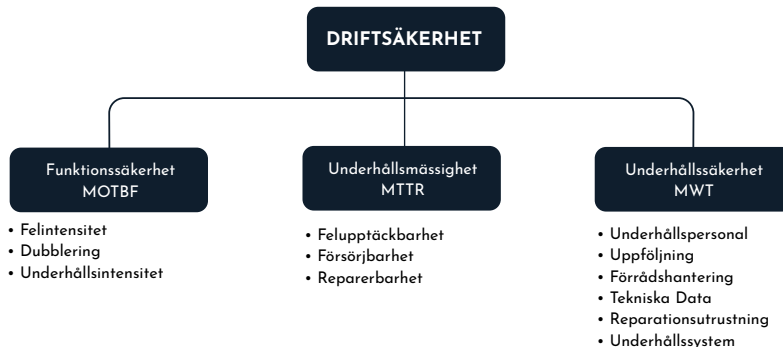 DRIFTSÄKERHET
Funktionssäkerhet
MOTBF
• Felintensitet
• Dubblering
• Underhållsintensitet
Underhållsmässighet
MTTR
• Felupptäckbarhet
• Försörjbarhet
• Reparerbarhet
Underhållssäkerhet
MWT
• Underhållspersonal
• Uppföljning
• Förrådshantering
• Tekniska Data
• Reparationsutrustning
• Underhållssystem